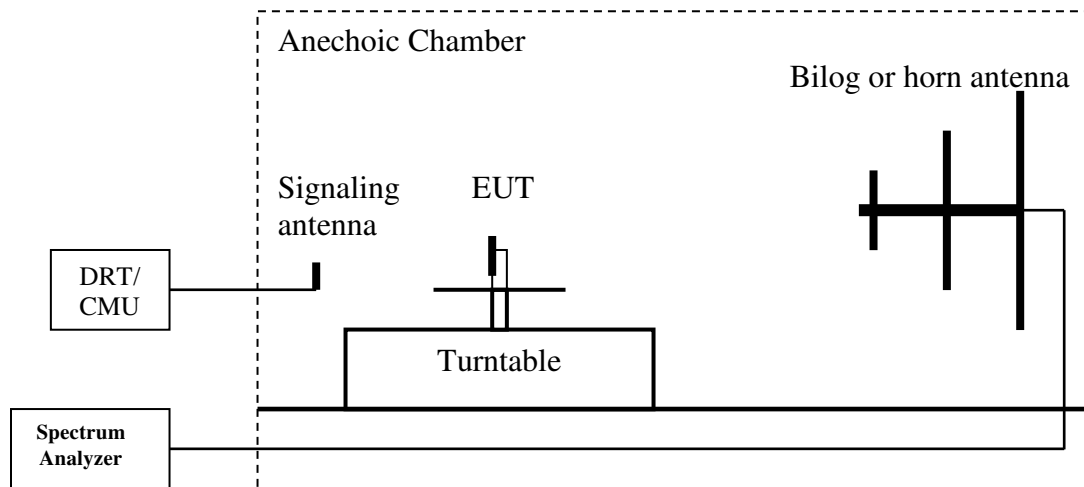 Anechoic Chamber
Bilog or horn antenna
Signaling
antenna
EUT
DRT/
CMU
Turntable
Spectrum
Analyzer